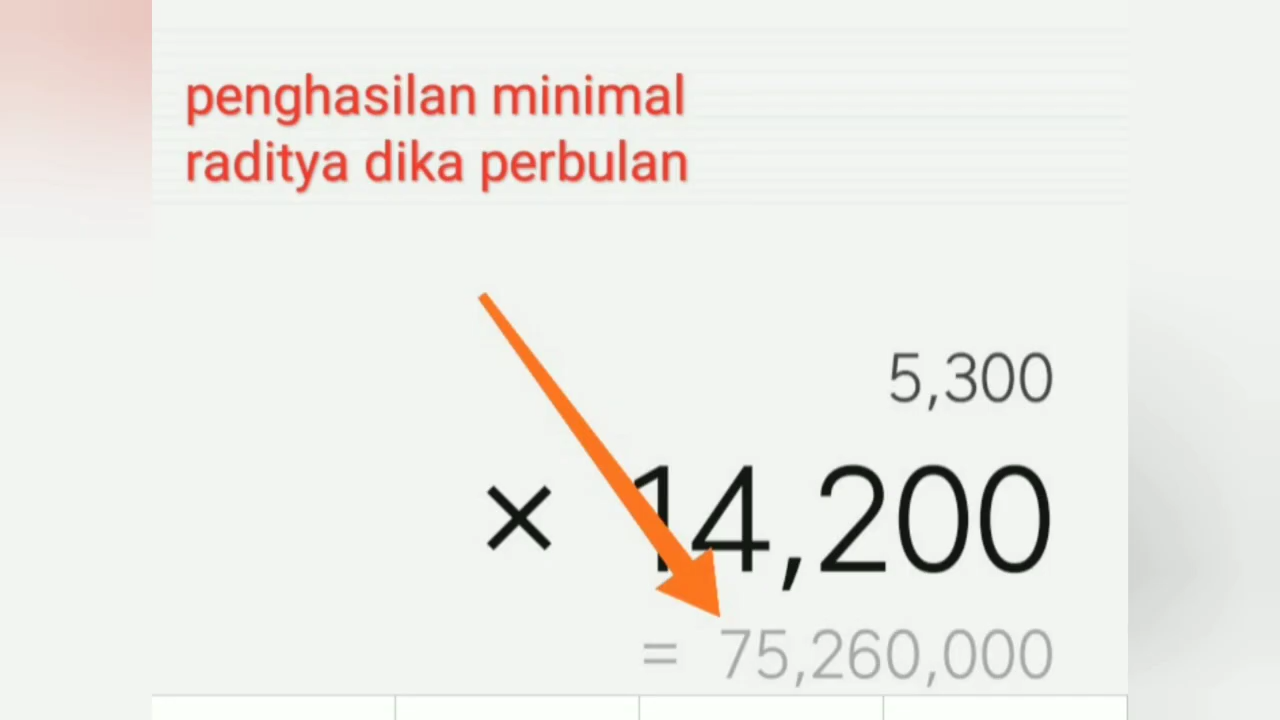 penghasilan minimal
raditya dika perbulan
5,300
× 14,200
= 75,260,000